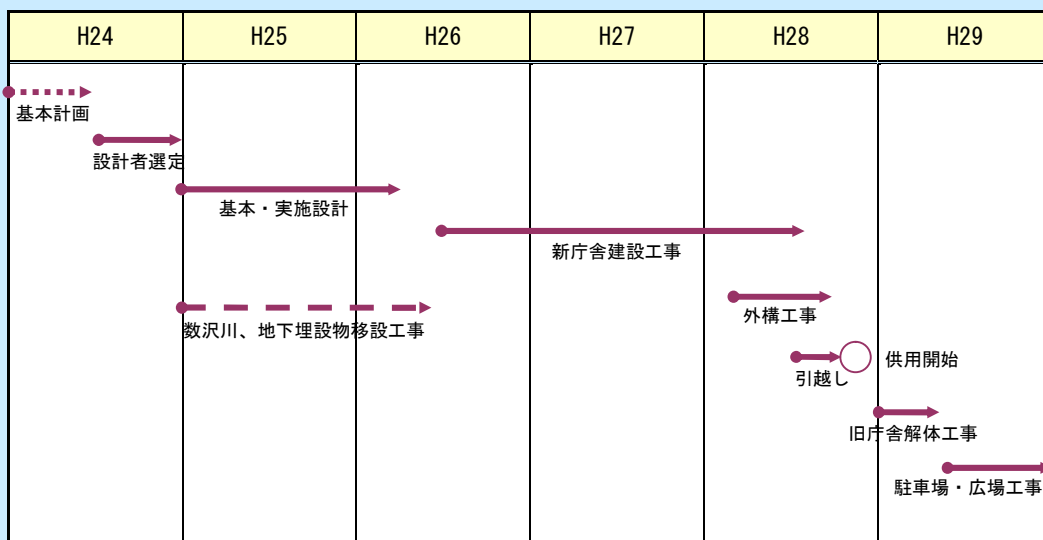 H24 H25 H26 H27 H28 H29
基本計画
設計者選定
基本・実施設計
新庁舎建設工事
外構工事
数沢川、地下埋設物移設工事
供用開始
引越し
旧庁舎解体工事
駐車場・広場工事